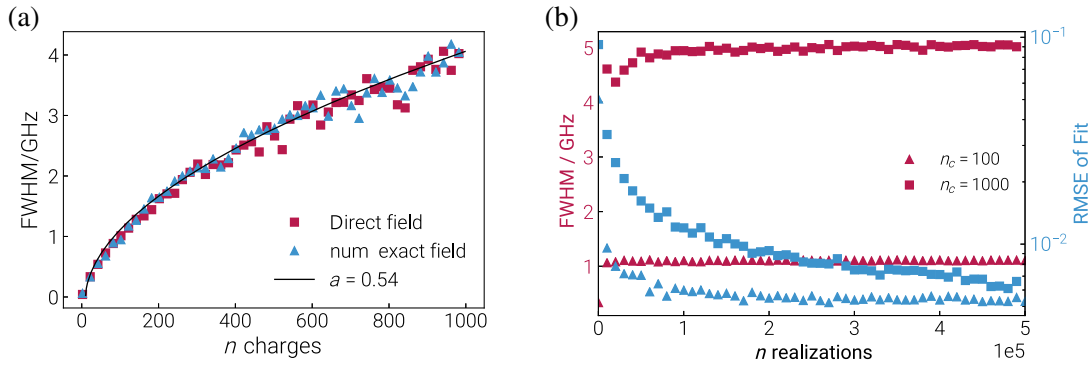 (a)
FWHM/GHz
4
3
2
1
0
0
200
400
600
800
1000
n charges
Direct field
num exact field
a = 0.54
(b)
FWHM / GHz
5
4
3
2
1
0
1
2
3
4
5
1e5
n realizations
n_c = 100
n_c = 1000
10^{-1}
10^{-2}
RMSE of Fit